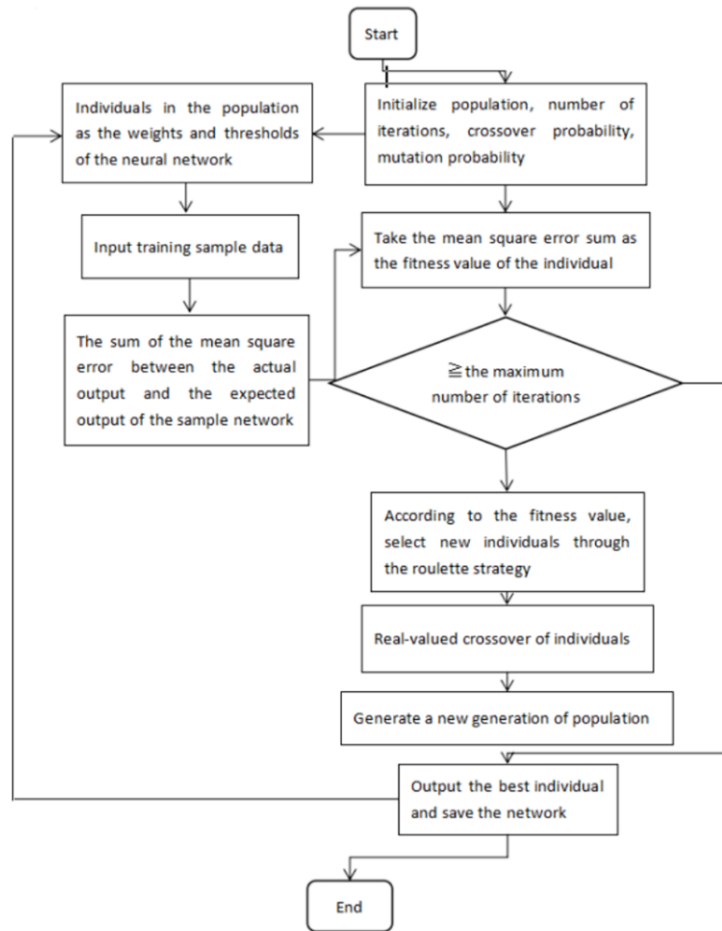 Start
Individuals in the population
as the weights and thresholds
of the neural network
Initialize population, number of
iterations, crossover probability,
mutation probability
Input training sample data
Take the mean square error sum as
the fitness value of the individual
The sum of the mean square
error between the actual
output and the expected
output of the sample network
≧the maximum
number of iterations
According to the fitness value,
select new individuals through
the roulette strategy
Real-valued crossover of individuals
Generate a new generation of population
Output the best individual
and save the network
End